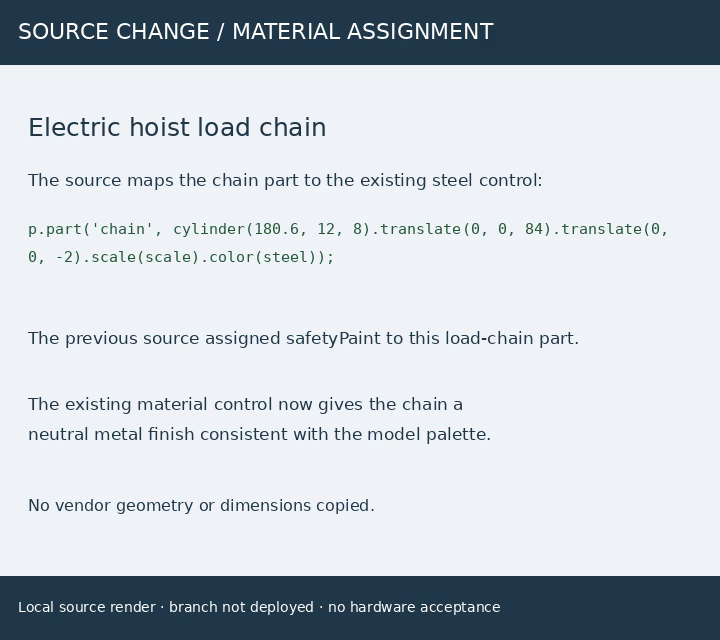 SOURCE CHANGE / MATERIAL ASSIGNMENT
Electric hoist load chain
The source maps the chain part to the existing steel control:
p.part('chain', cylinder(180.6, 12, 8).translate(0, 0, 84).translate(0,
0, -2).scale(scale).color(steel));
The previous source assigned safetyPaint to this load-chain part.
The existing material control now gives the chain a
neutral metal finish consistent with the model palette.
No vendor geometry or dimensions copied.
Local source render · branch not deployed · no hardware acceptance